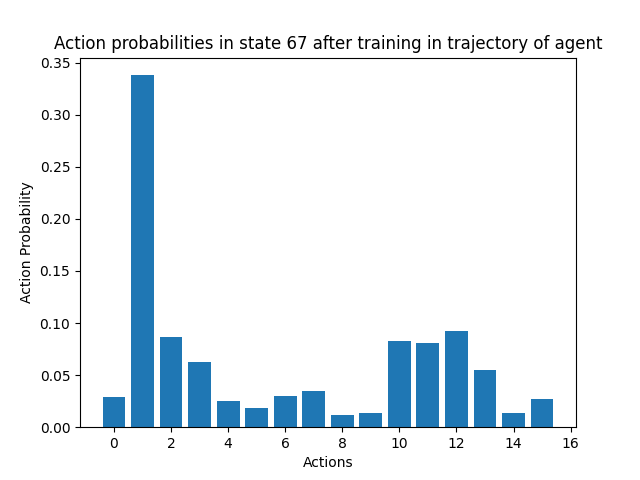 Action probabilities in state 67 after training in trajectory of agent
0.35
0.30
0.25
0.20
0.15
0.10
0.05
0.00
Action Probability
0 2 4 6 8 10 12 14 16
Actions